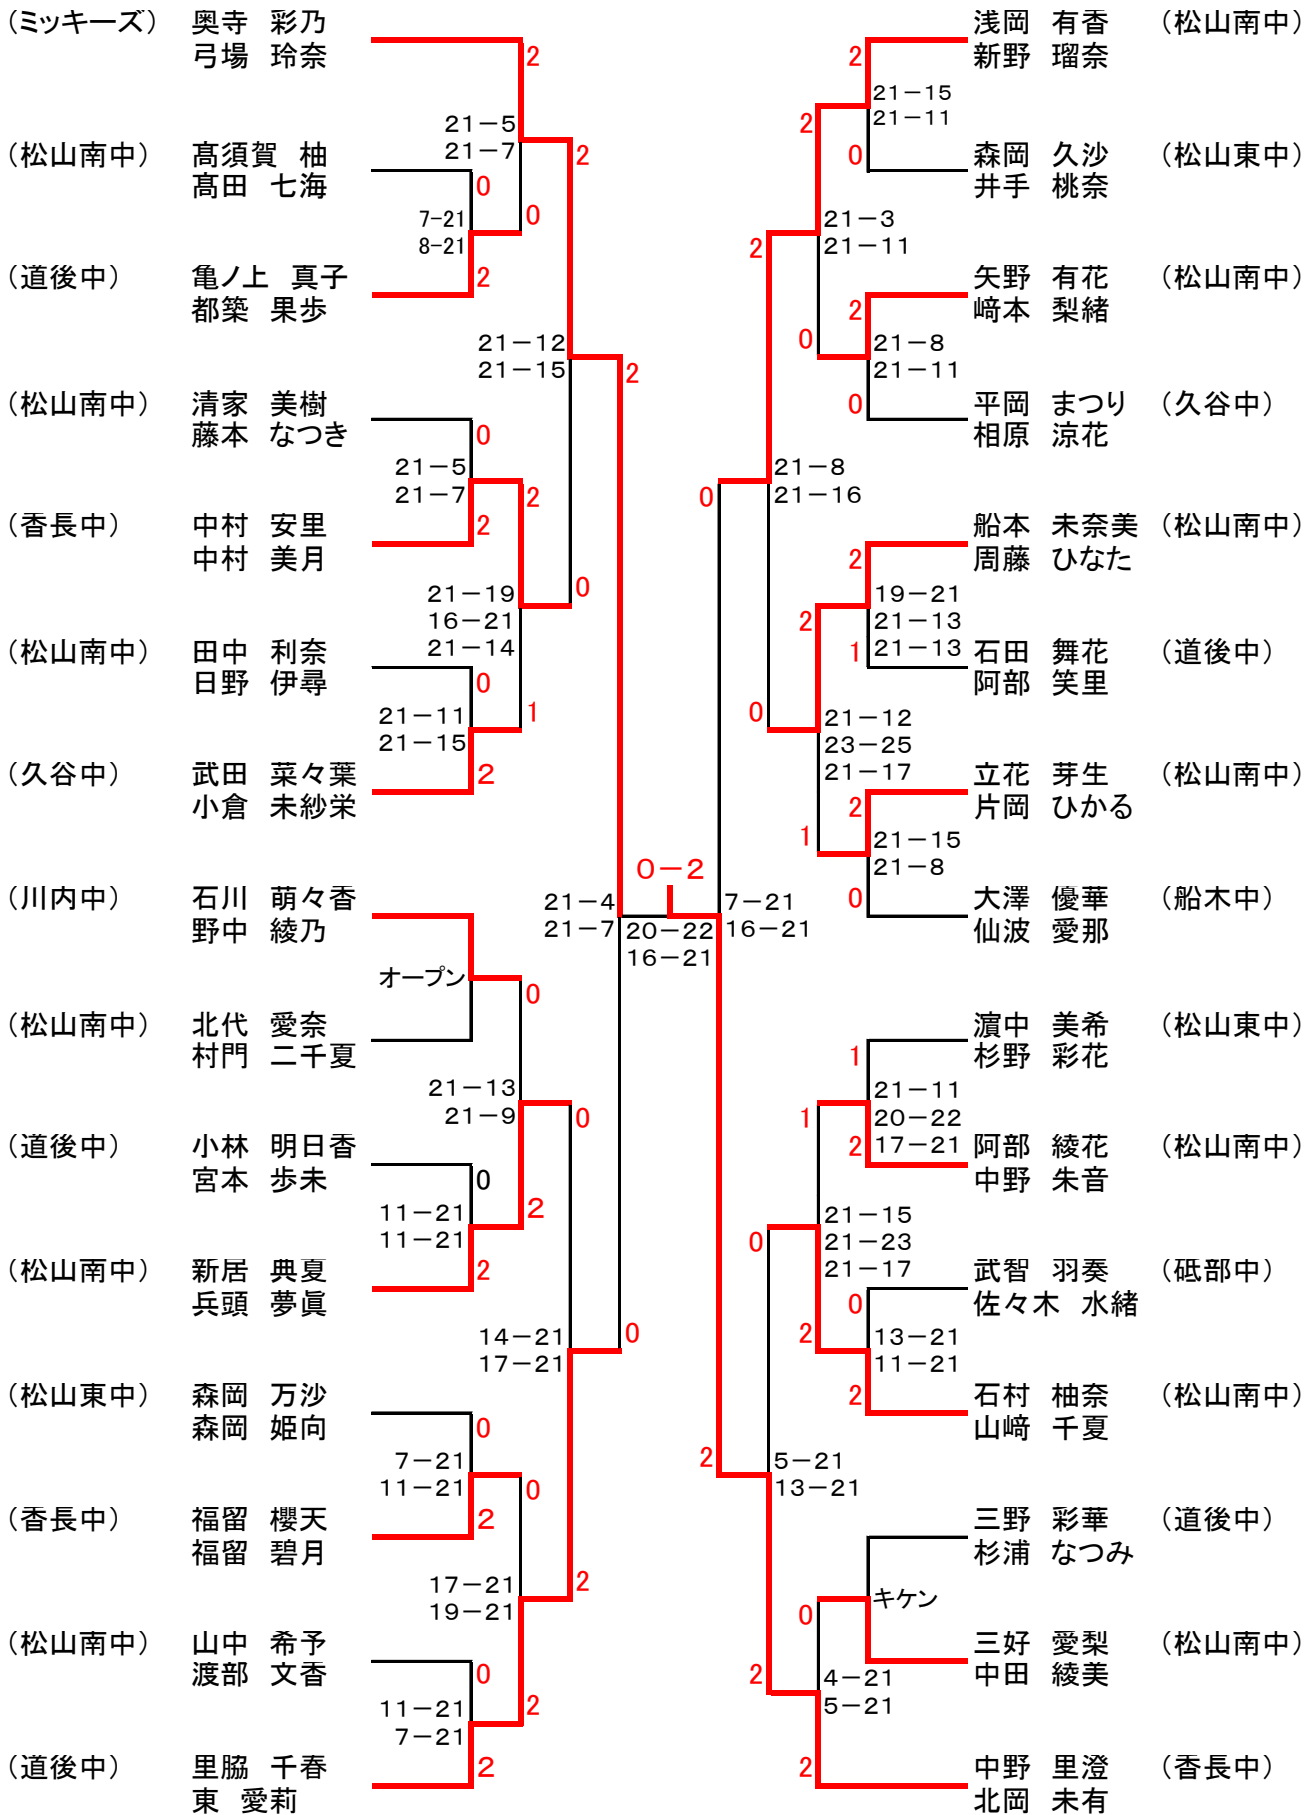 （ミッキーズ） 奥寺 彩乃
弓場 玲奈
2
21－5
21－7
2
（松山南中） 髙須賀 柚
髙田 七海
0
7-21
8-21
0
（道後中） 亀ノ上 真子
都築 果歩
2
21－12
21－15
2
（松山南中） 清家 美樹
藤本 なつき
0
21－5
21－7
2
（香長中） 中村 安里
中村 美月
2
21－19
16－21
21－14
0
（松山南中） 田中 利奈
日野 伊尋
0
21－11
21－15
1
（久谷中） 武田 菜々葉
小倉 未紗栄
2
（川内中） 石川 萌々香
野中 綾乃
21－4
21－7
オープン
0
（松山南中） 北代 愛奈
村門 二千夏
21－13
21－9
0
（道後中） 小林 明日香
宮本 歩未
0
11－21
11－21
2
（松山南中） 新居 典夏
兵頭 夢眞
2
14－21
17－21
0
（松山東中） 森岡 万沙
森岡 姫向
0
7－21
11－21
0
（香長中） 福留 櫻天
福留 碧月
2
17－21
19－21
2
（松山南中） 山中 希予
渡部 文香
0
11－21
7－21
2
（道後中） 里脇 千春
東 愛莉
2
0－2
20－22
16－21
浅岡 有香 （松山南中）
新野 瑠奈
2
21－15
21－11
2
0
森岡 久沙 （松山東中）
井手 桃奈
21－3
21－11
2
矢野 有花 （松山南中）
﨑本 梨緒
2
0
21－8
21－11
0
平岡 まつり （久谷中）
相原 涼花
21－8
21－16
0
船本 未奈美 （松山南中）
周藤 ひなた
2
19－21
21－13
21－13
2
1
石田 舞花 （道後中）
阿部 笑里
0
21－12
23－25
21－17
立花 芽生 （松山南中）
片岡 ひかる
2
1
21－15
21－8
0
大澤 優華 （船木中）
仙波 愛那
7－21
16－21
濵中 美希 （松山東中）
杉野 彩花
1
21－11
20－22
17－21
1
2
阿部 綾花 （松山南中）
中野 朱音
21－15
21－23
21－17
0
武智 羽奏 （砥部中）
佐々木 水緒
0
13－21
11－21
2
2
石村 柚奈 （松山南中）
山﨑 千夏
2
5－21
13－21
三野 彩華 （道後中）
杉浦 なつみ
キケン
0
三好 愛梨 （松山南中）
中田 綾美
2
4－21
5－21
2
中野 里澄 （香長中）
北岡 未有